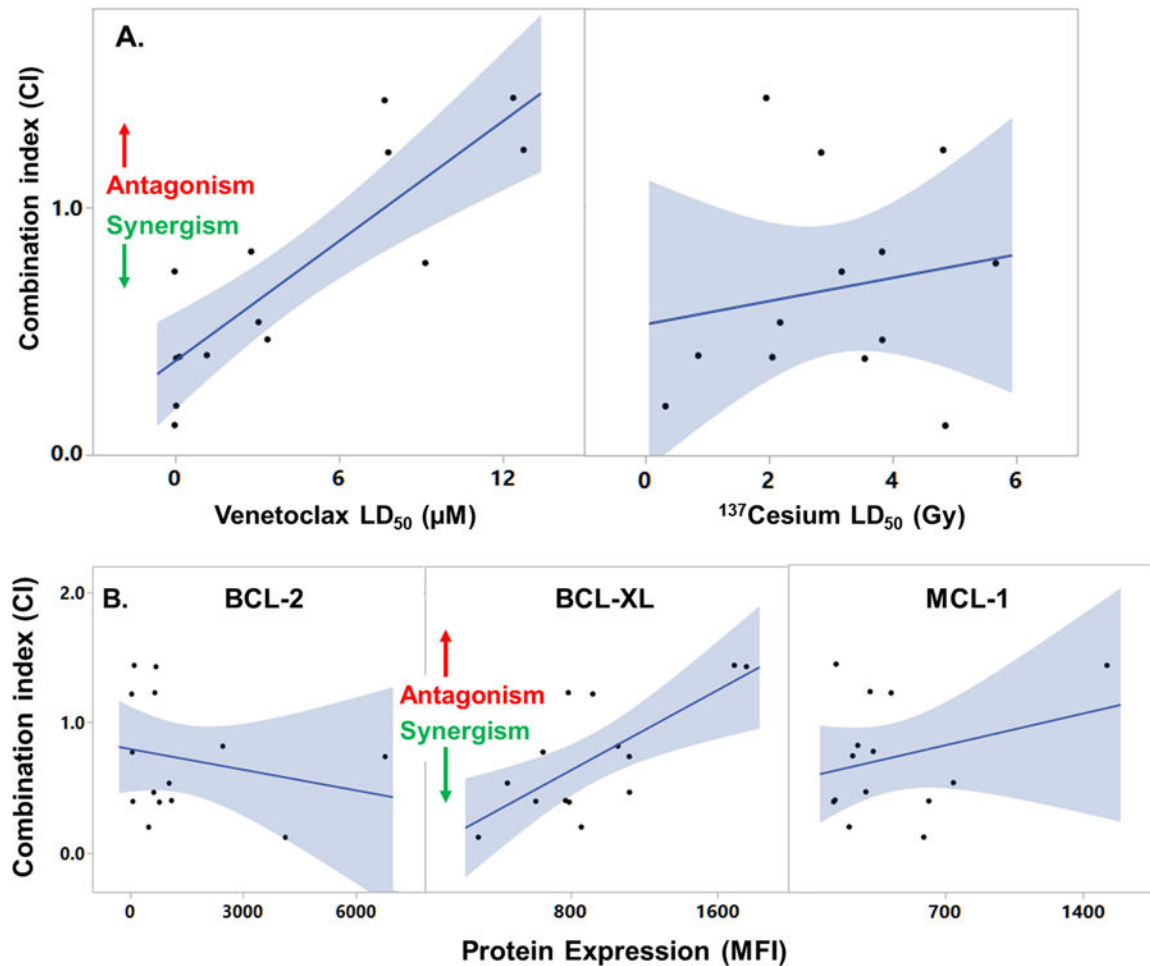 A.
Combination index (CI)
Antagonism
Synergism
1.0
0.0
0 6 12
Venetoclax LD₅₀ (µM)
0 2 4 6
¹³⁷Cesium LD₅₀ (Gy)
B. BCL-2 BCL-XL MCL-1
Combination index (CI)
2.0
1.0
0.0
Antagonism
Synergism
0 3000 6000
800 1600
700 1400
Protein Expression (MFI)